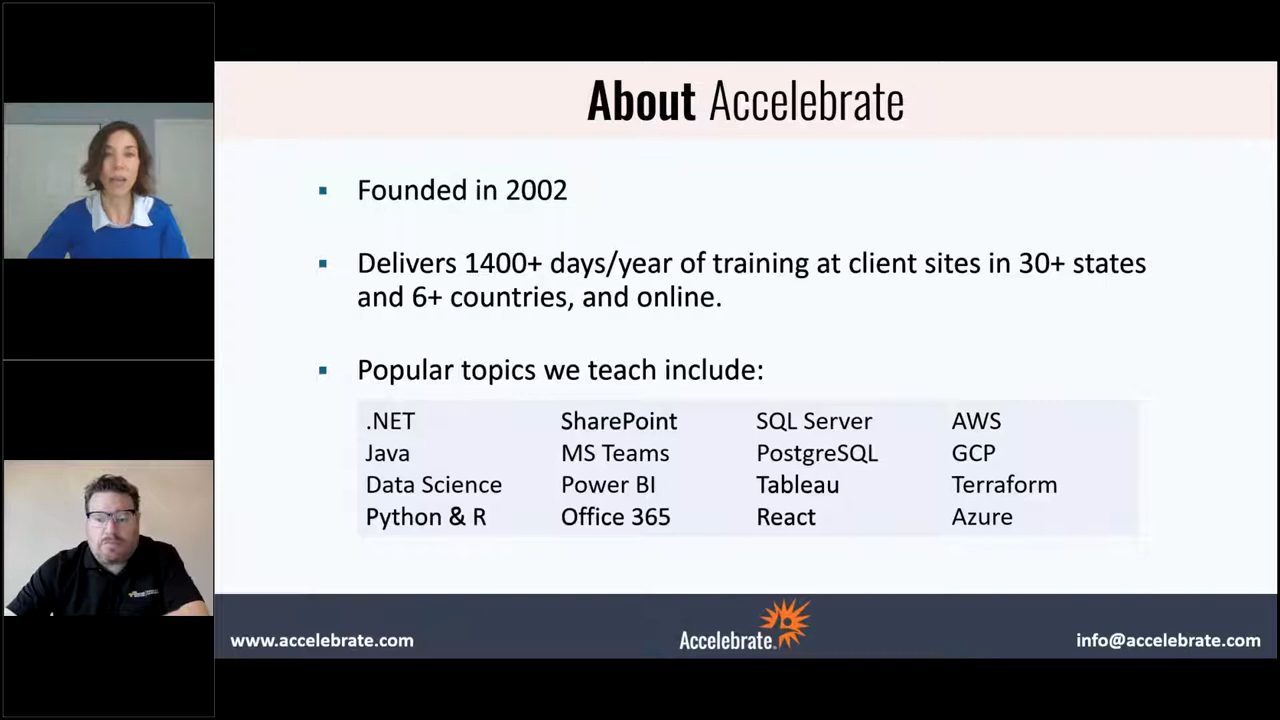 About Accelebrate
Founded in 2002
Delivers 1400+ days/year of training at client sites in 30+ states
and 6+ countries, and online.
Popular topics we teach include:
.NET SharePoint SQL Server AWS
Java MS Teams PostgreSQL GCP
Data Science Power BI Tableau Terraform
Python & R Office 365 React Azure
www.accelebrate.com Accelebrate. info@accelebrate.com